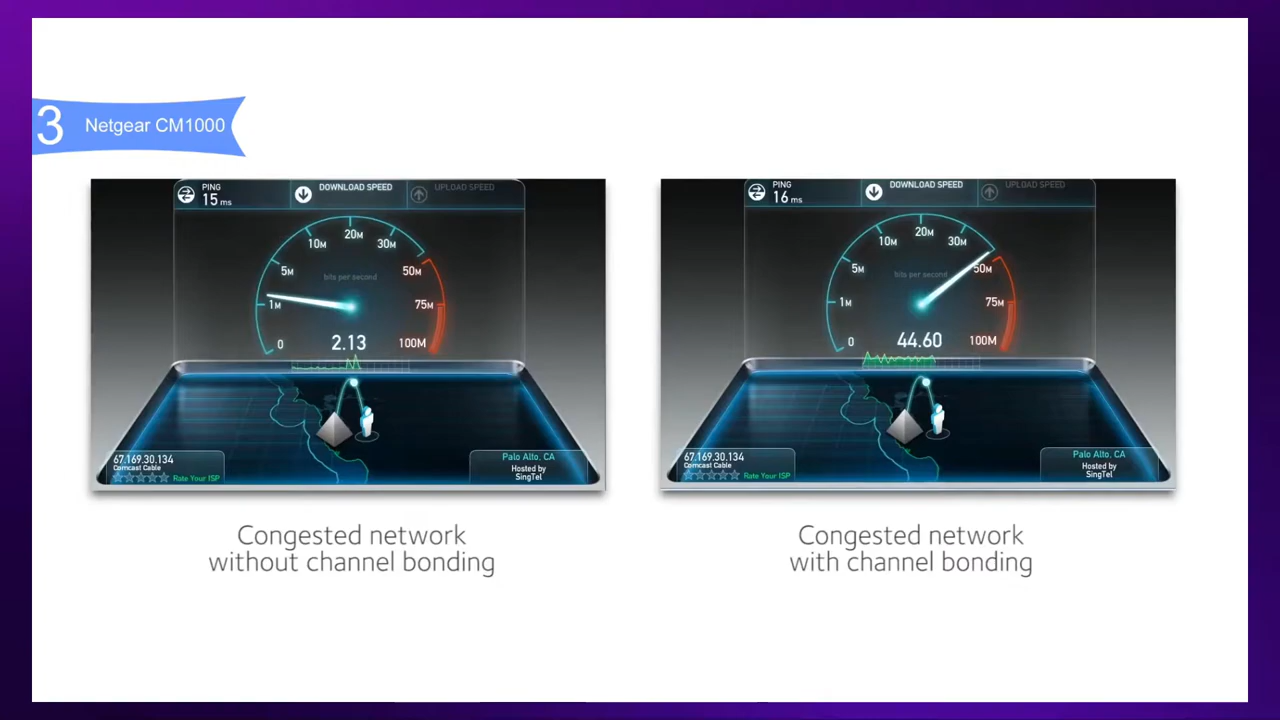 3 Netgear CM1000
PING
15 ms
DOWNLOAD SPEED
UPLOAD SPEED
20M
10M
30M
5M
50M
bits per second
1M
75M
0
2.13
100M
67.169.30.134
Comcast Cable
Rate Your ISP
Palo Alto, CA
Hosted by
SingTel
Congested network
without channel bonding
PING
16 ms
DOWNLOAD SPEED
UPLOAD SPEED
20M
10M
30M
5M
50M
bits per second
1M
75M
0
44.60
100M
67.169.30.134
Comcast Cable
Rate Your ISP
Palo Alto, CA
Hosted by
SingTel
Congested network
with channel bonding